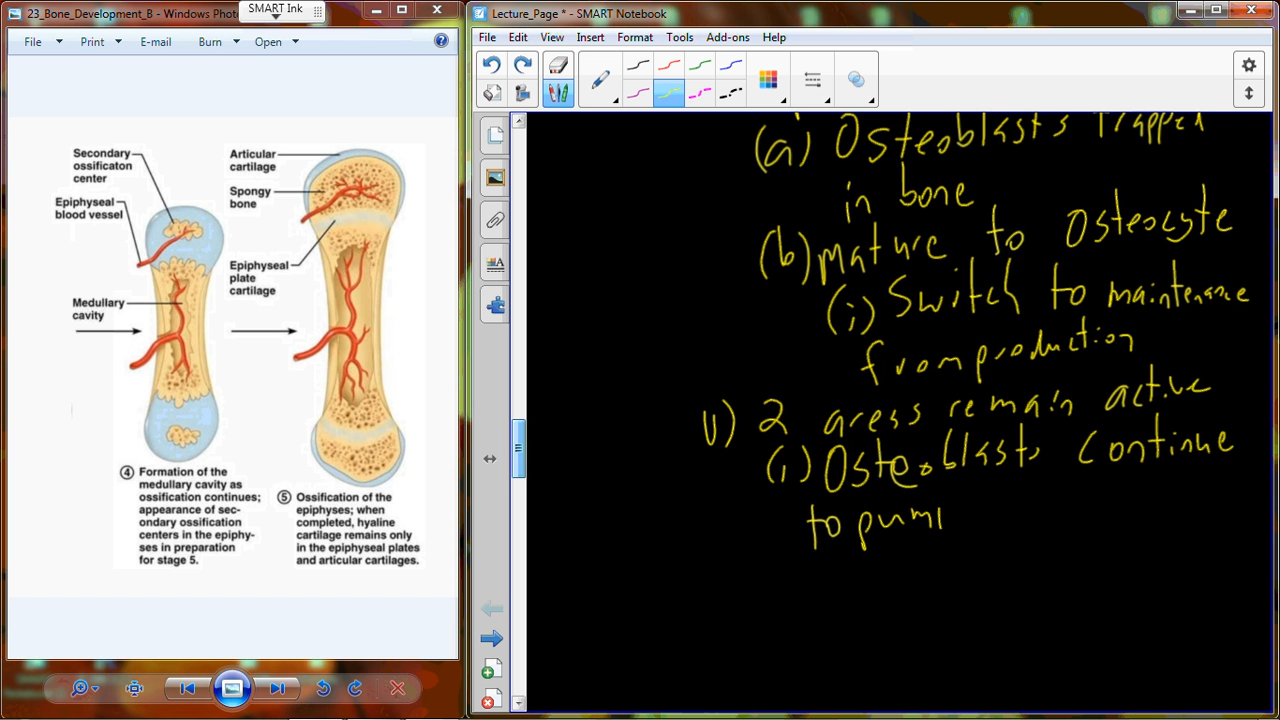 23_Bone_Development_B - Windows Phot
SMART Ink
File Print E-mail Burn Open
Secondary
ossificaton
center
Epiphyseal
blood vessel
Medullary
cavity
Articular
cartilage
Spongy
bone
Epiphyseal
plate
cartilage
4 Formation of the
medullary cavity as
ossification continues;
appearance of sec-
ondary ossification
centers in the epiphy-
ses in preparation
for stage 5.
5 Ossification of the
epiphyses; when
completed, hyaline
cartilage remains only
in the epiphyseal plates
and articular cartilages.
Lecture_Page * - SMART Notebook
File Edit View Insert Format Tools Add-ons Help
(a) Osteoblasts Trapped
in bone
(b) mature to Osteocyte
(i) Switch to maintenance
from production
v) 2 aress remain active
(i) Osteoblasts continue
to pum